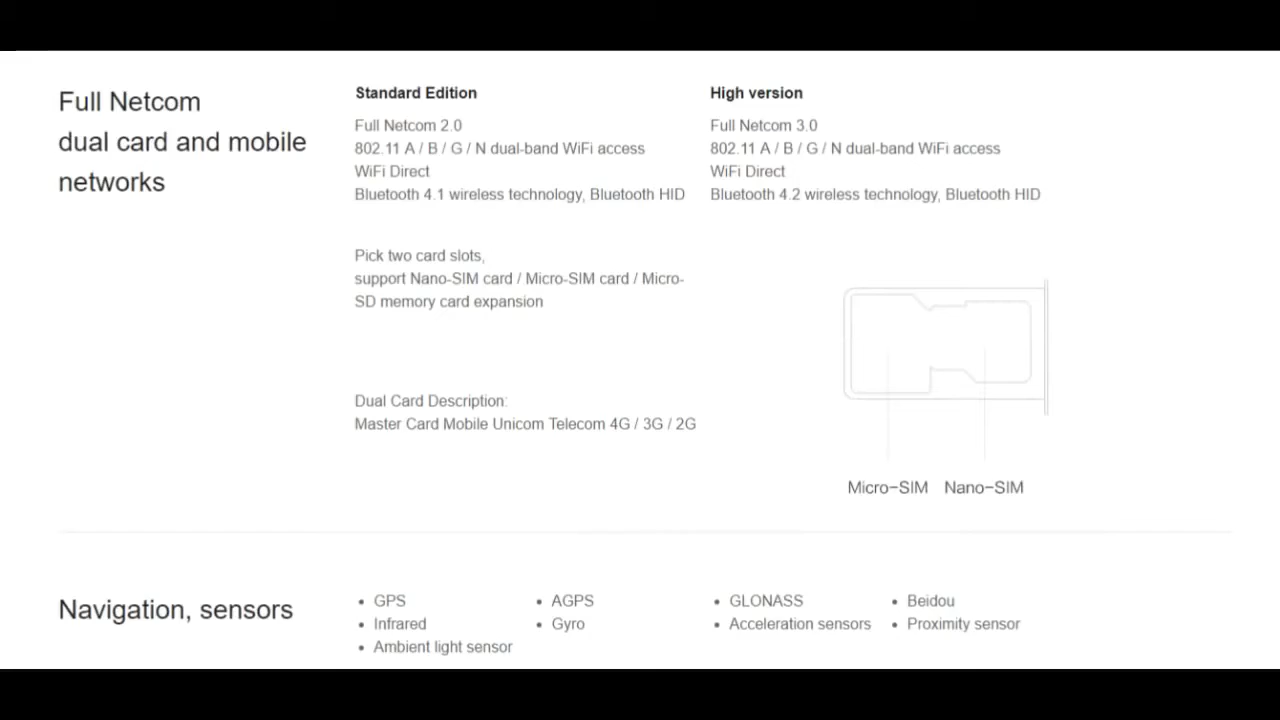 Full Netcom
dual card and mobile
networks
Standard Edition
Full Netcom 2.0
802.11 A / B / G / N dual-band WiFi access
WiFi Direct
Bluetooth 4.1 wireless technology, Bluetooth HID
High version
Full Netcom 3.0
802.11 A / B / G / N dual-band WiFi access
WiFi Direct
Bluetooth 4.2 wireless technology, Bluetooth HID
Pick two card slots,
support Nano-SIM card / Micro-SIM card / Micro-
SD memory card expansion
Dual Card Description:
Master Card Mobile Unicom Telecom 4G / 3G / 2G
Micro-SIM Nano-SIM
Navigation, sensors
• GPS • AGPS • GLONASS • Beidou
• Infrared • Gyro • Acceleration sensors • Proximity sensor
• Ambient light sensor